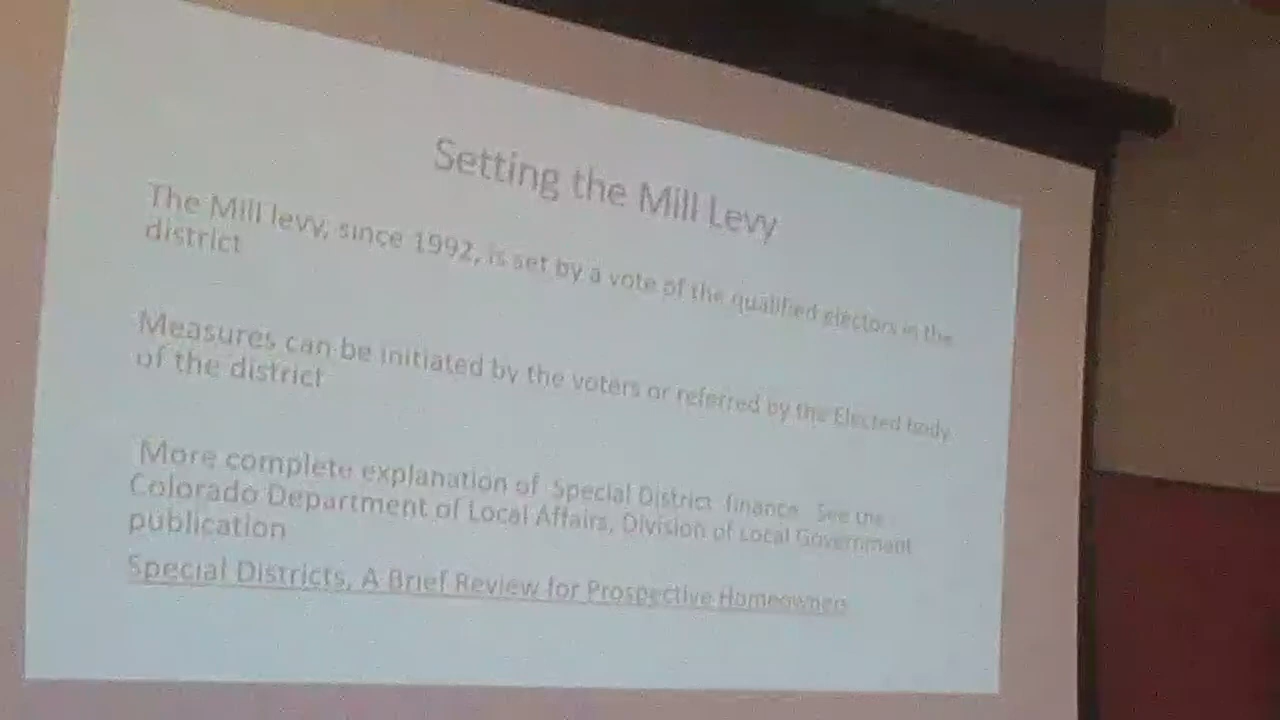 Setting the Mill Levy
The Mill levy, since 1992, is set by a vote of the qualified electors in the
district
Measures can be initiated by the voters or referred by the Elected body
of the district
More complete explanation of Special District finance See the
Colorado Department of Local Affairs, Division of Local Government
publication
Special Districts, A Brief Review for Prospective Homeowners